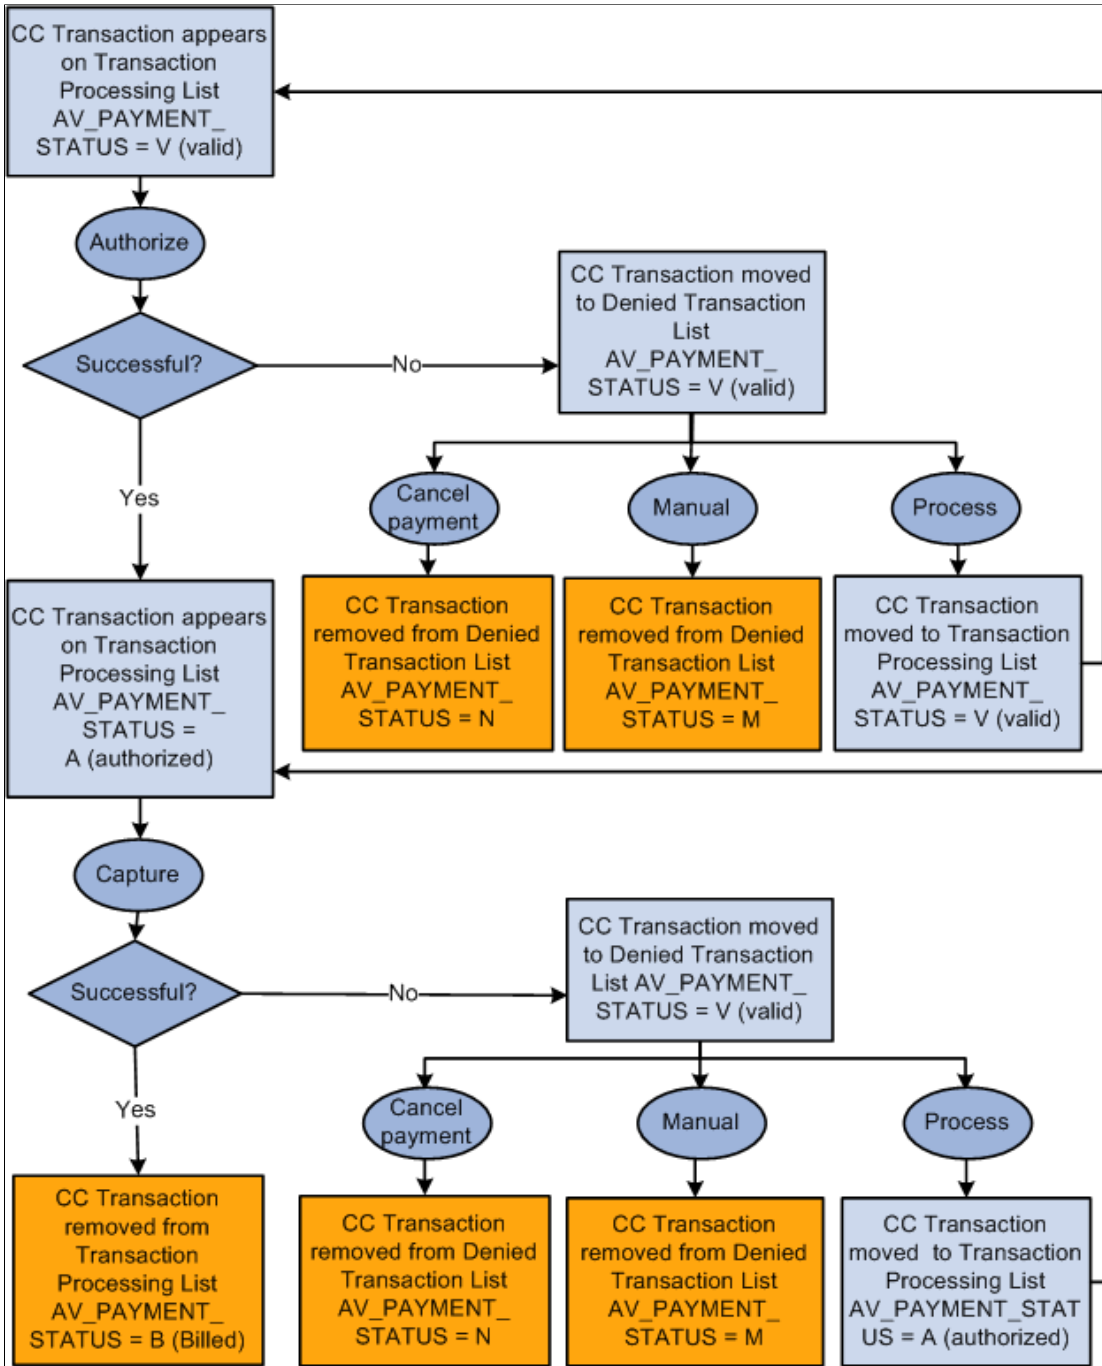 CC Transaction appears
on Transaction
Processing List
AV_PAYMENT_
STATUS = V (valid)
Authorize
Successful?
No
CC Transaction moved
to Denied Transaction
List
AV_PAYMENT_
STATUS = V (valid)
Cancel
payment
Manual
Process
Yes
CC Transaction
removed from Denied
Transaction List
AV_PAYMENT_
STATUS = N
CC Transaction
removed from Denied
Transaction List
AV_PAYMENT_
STATUS = M
CC Transaction
moved to Transaction
Processing List
AV_PAYMENT_
STATUS = V (valid)
CC Transaction appears
on Transaction
Processing List
AV_PAYMENT_
STATUS =
A (authorized)
Capture
Successful?
No
CC Transaction moved
to Denied Transaction
List AV_PAYMENT_
STATUS = V (valid)
Cancel
payment
Manual
Process
Yes
CC Transaction
removed from
Transaction
Processing List
AV_PAYMENT_
STATUS = B (Billed)
CC Transaction
removed from Denied
Transaction List
AV_PAYMENT_
STATUS = N
CC Transaction
removed from Denied
Transaction List
AV_PAYMENT_
STATUS = M
CC Transaction
moved to Transaction
Processing List
AV_PAYMENT_STAT
US = A (authorized)